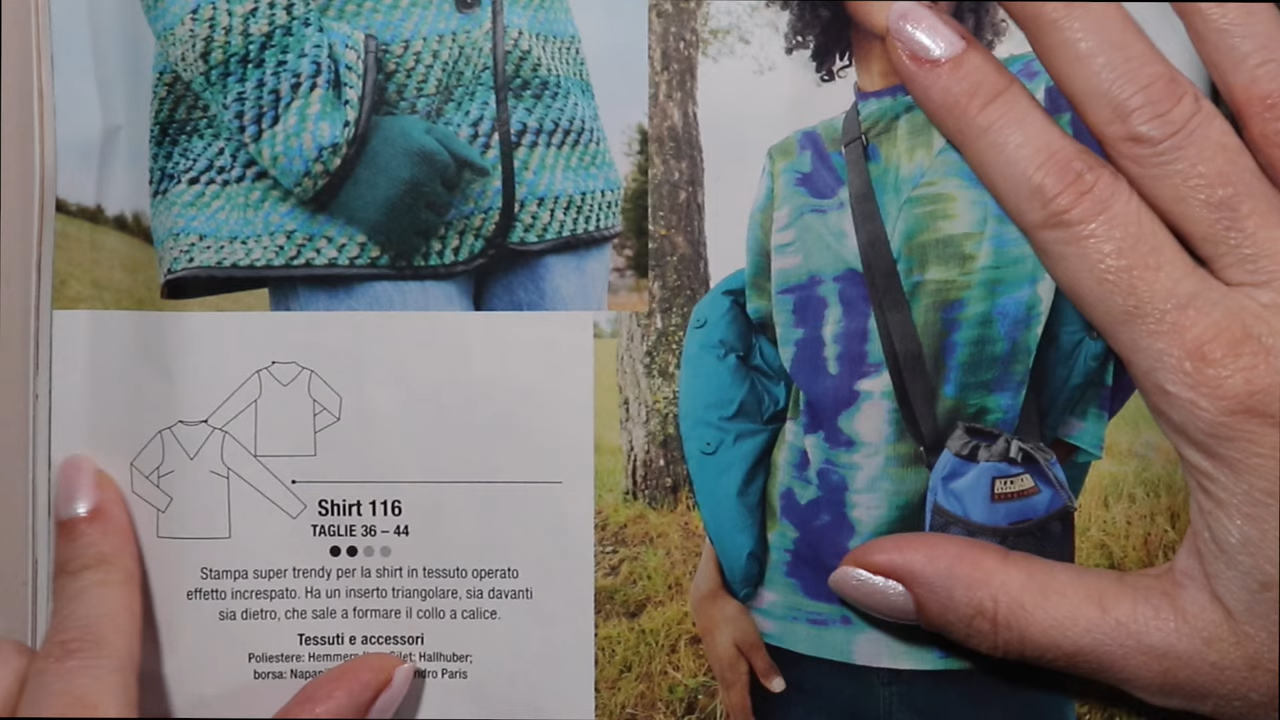 Shirt 116
TAGLIE 36 – 44
Stampa super trendy per la shirt in tessuto operato
effetto increspato. Ha un inserto triangolare, sia davanti
sia dietro, che sale a formare il collo a calice.
Tessuti e accessori
Poliestere: Hallhuber;
borsa: Paris